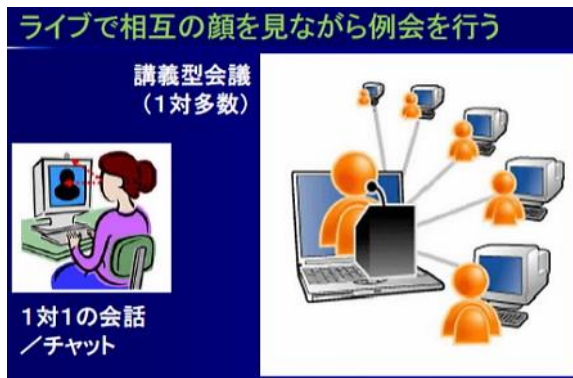 ライブで相互の顔を見ながら例会を行う
講義型会議
（１対多数）
１対１の会話
／チャット